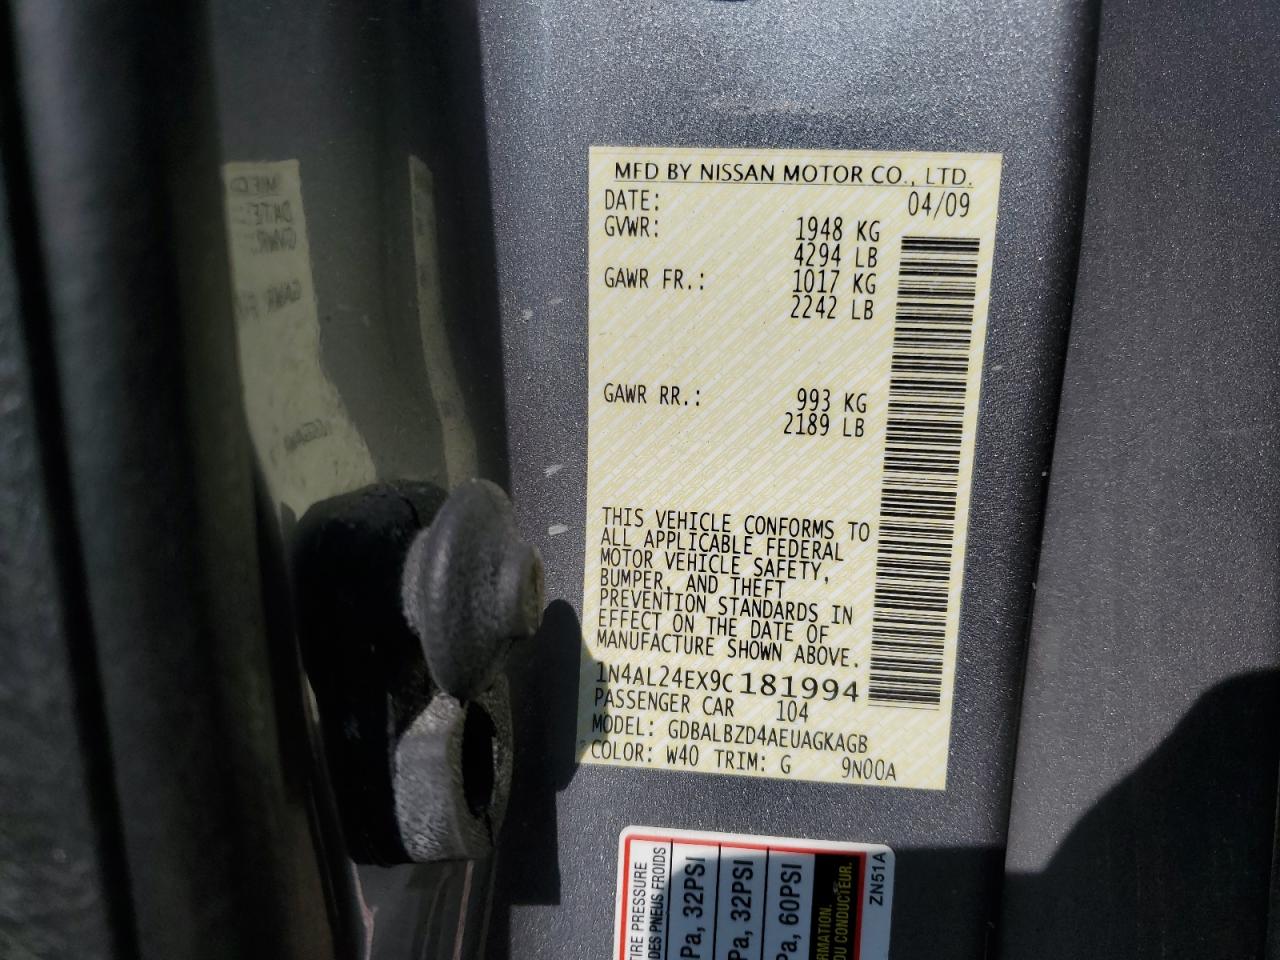 MFD BY NISSAN MOTOR CO., LTD.
DATE: 04/09
GVWR: 1948 KG
4294 LB
GAWR FR.: 1017 KG
2242 LB
GAWR RR.: 993 KG
2189 LB
THIS VEHICLE CONFORMS TO
ALL APPLICABLE FEDERAL
MOTOR VEHICLE SAFETY,
BUMPER, AND THEFT
PREVENTION STANDARDS IN
EFFECT ON THE DATE OF
MANUFACTURE SHOWN ABOVE.
1N4AL24EX9C181994
PASSENGER CAR 104
MODEL: GDBALBZD4AEUAGKAGB
COLOR: W40 TRIM: G 9N00A
TIRE PRESSURE
DES PNEUS FROIDS
Pa, 32PSI
Pa, 32PSI
Pa, 60PSI
RMATION.
DU CONDUCTEUR.
ZN51A